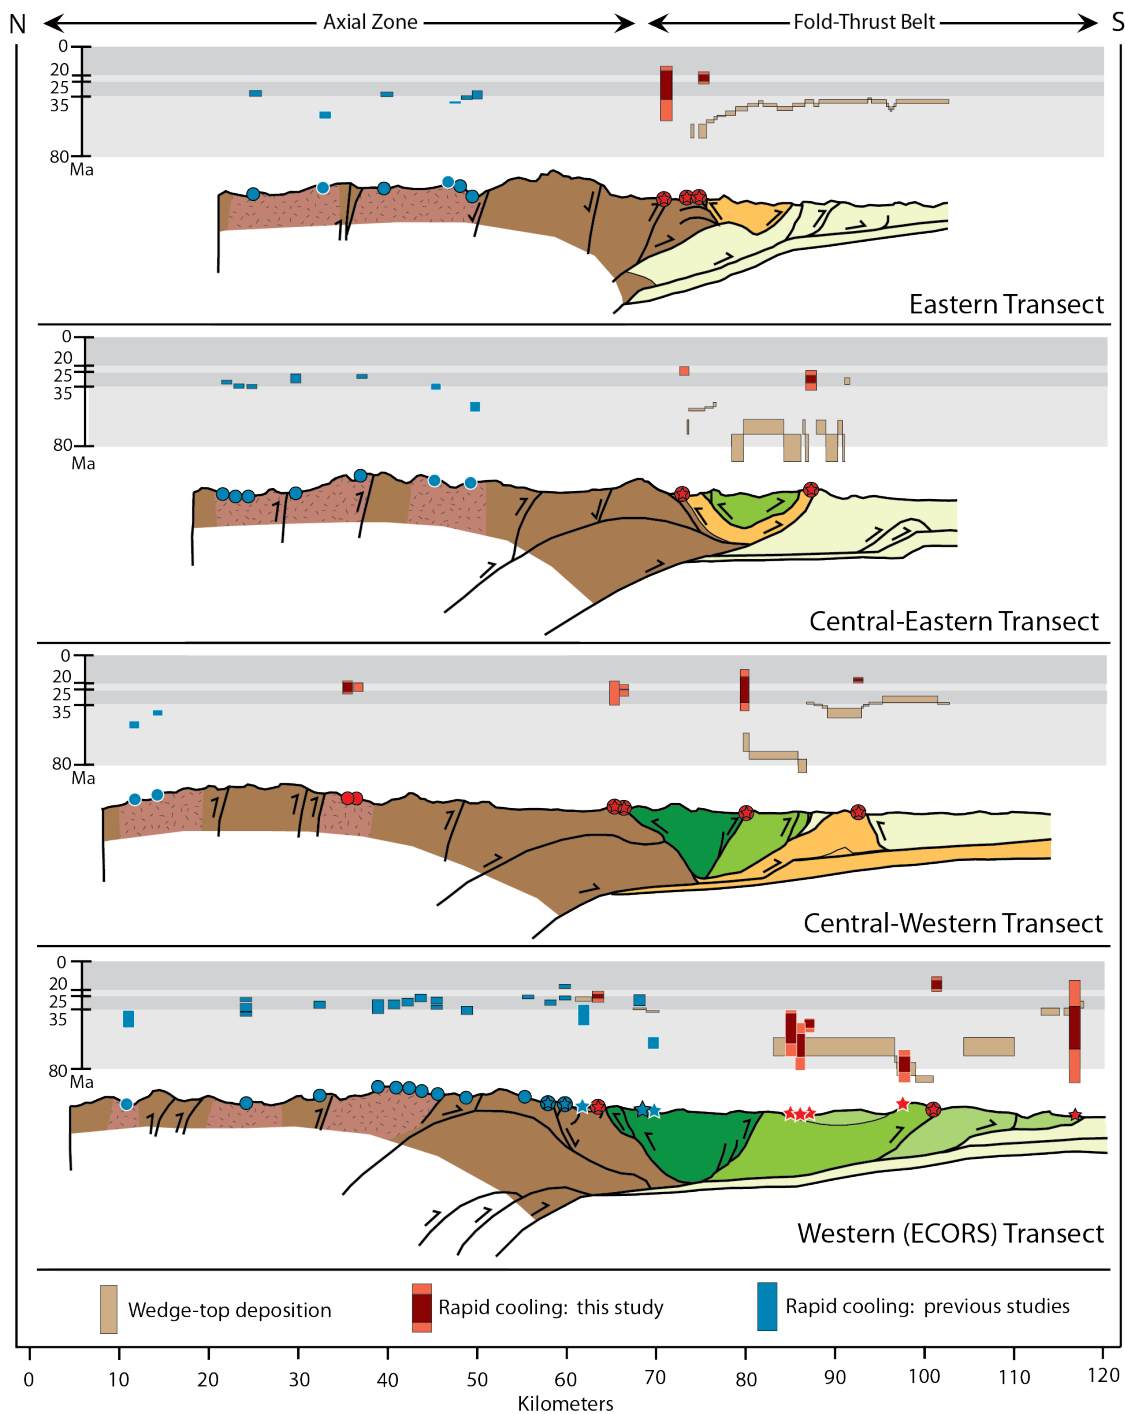 N Axial Zone Fold-Thrust Belt S
0
20
25
35
80
Ma
Eastern Transect
0
20
25
35
80
Ma
Central-Eastern Transect
0
20
25
35
80
Ma
Central-Western Transect
0
20
25
35
80
Ma
Western (ECORS) Transect
Wedge-top deposition Rapid cooling: this study Rapid cooling: previous studies
0 10 20 30 40 50 60 70 80 90 100 110 120
Kilometers